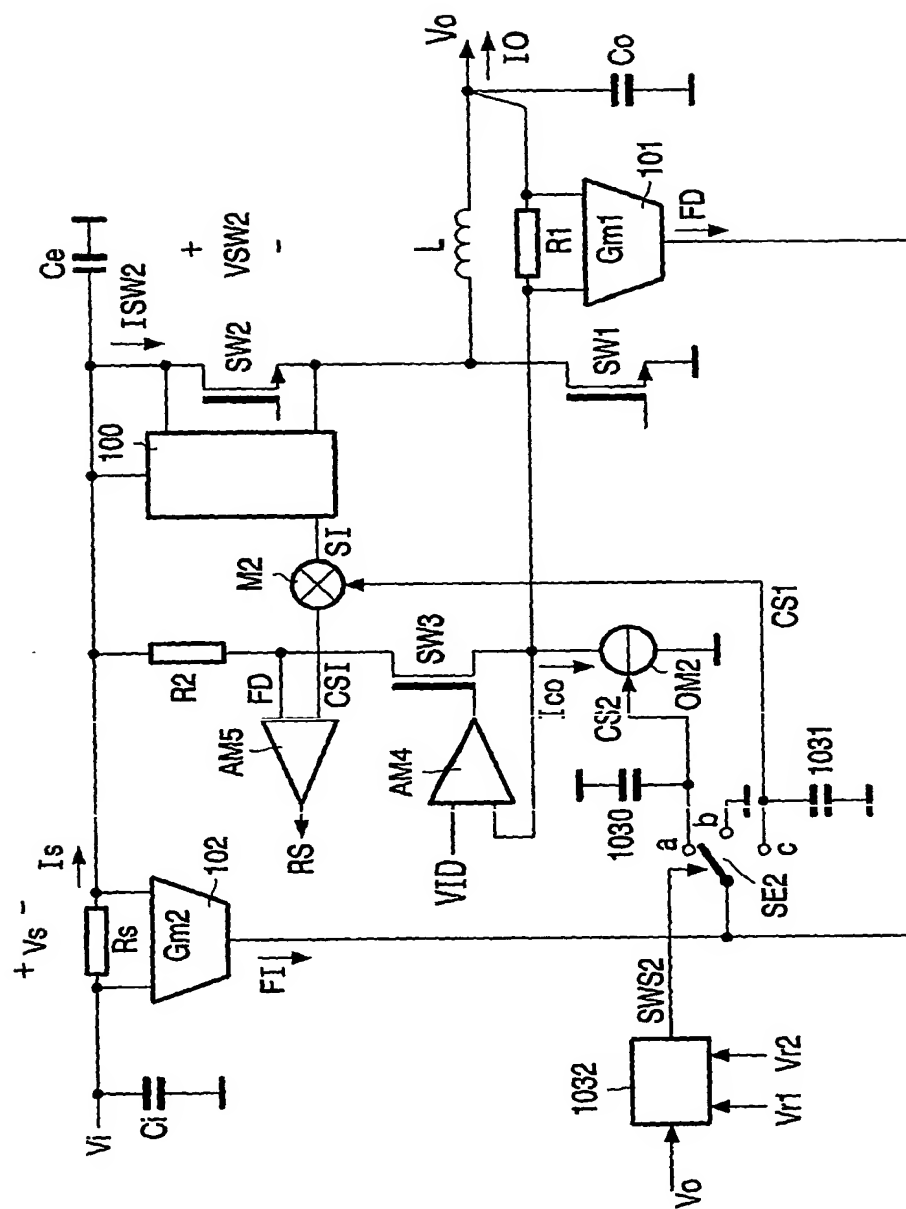 Vi
Ci
+ Vs -
Rs
Is
Gm2
102
FI
Ce
ISW2
+
VSW2
-
SW2
100
SI
M2
R2
FD
CSI
AM5
RS
SW3
AM4
VID
Ico
OM2
CS2
1030
a
b
c
SE2
1031
CS1
SWS2
1032
Vr1
Vr2
Vo
SW1
L
R1
Gm1
101
FD
Vo
IO
Co